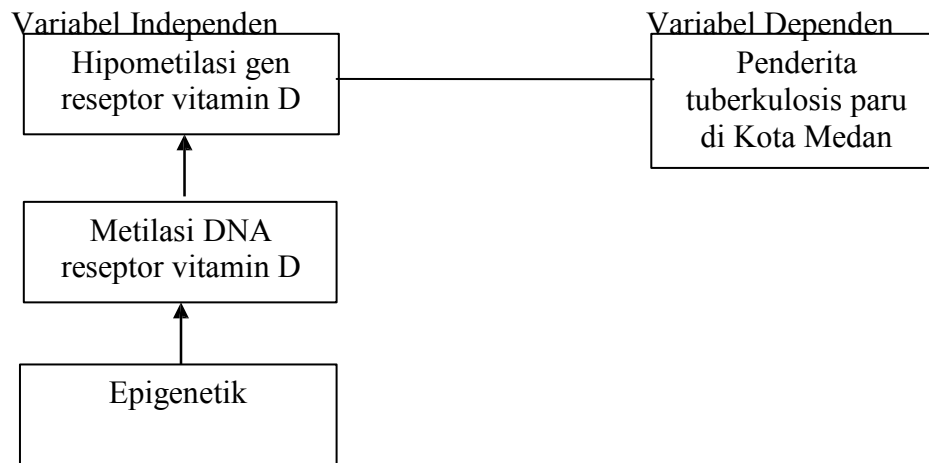 Variabel Independen
Variabel Dependen
Hipometilasi gen
reseptor vitamin D
Penderita
tuberkulosis paru
di Kota Medan
Metilasi DNA
reseptor vitamin D
Epigenetik